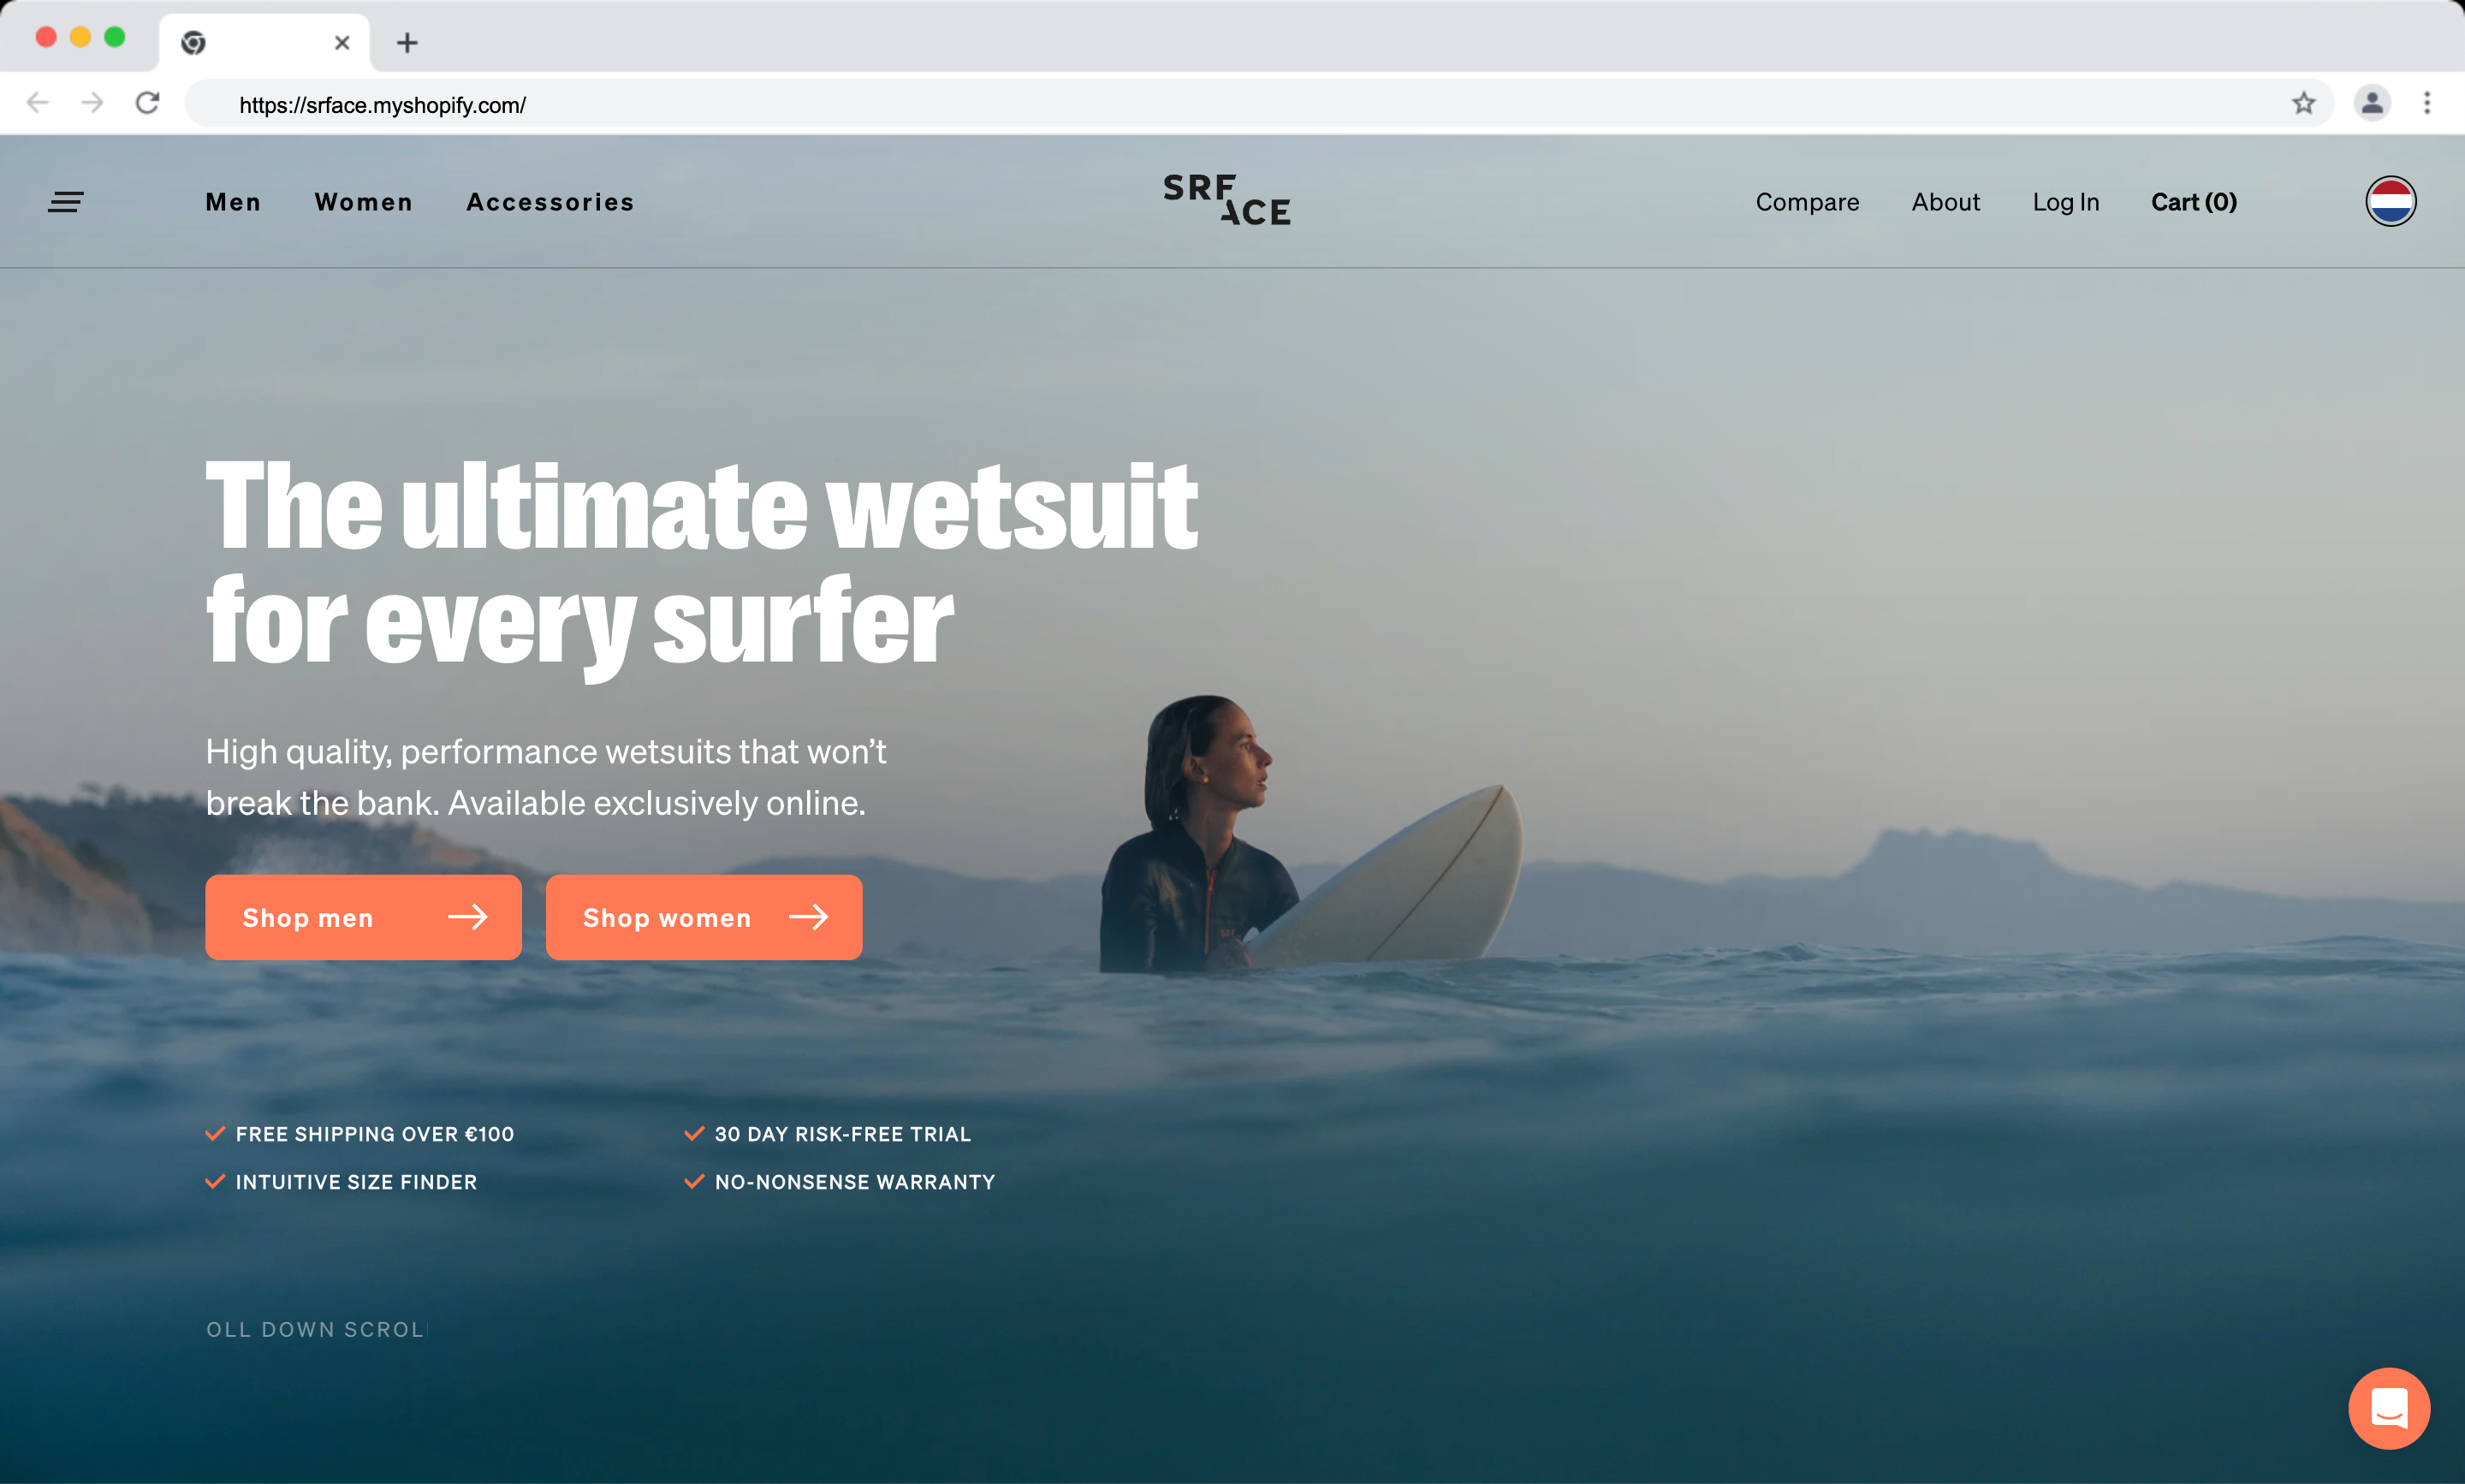 https://srface.myshopify.com/
Men Women Accessories
SRF
ACE
Compare About Log In Cart (0)
The ultimate wetsuit
for every surfer
High quality, performance wetsuits that won’t
break the bank. Available exclusively online.
Shop men
Shop women
FREE SHIPPING OVER €100
30 DAY RISK-FREE TRIAL
INTUITIVE SIZE FINDER
NO-NONSENSE WARRANTY
OLL DOWN SCROL